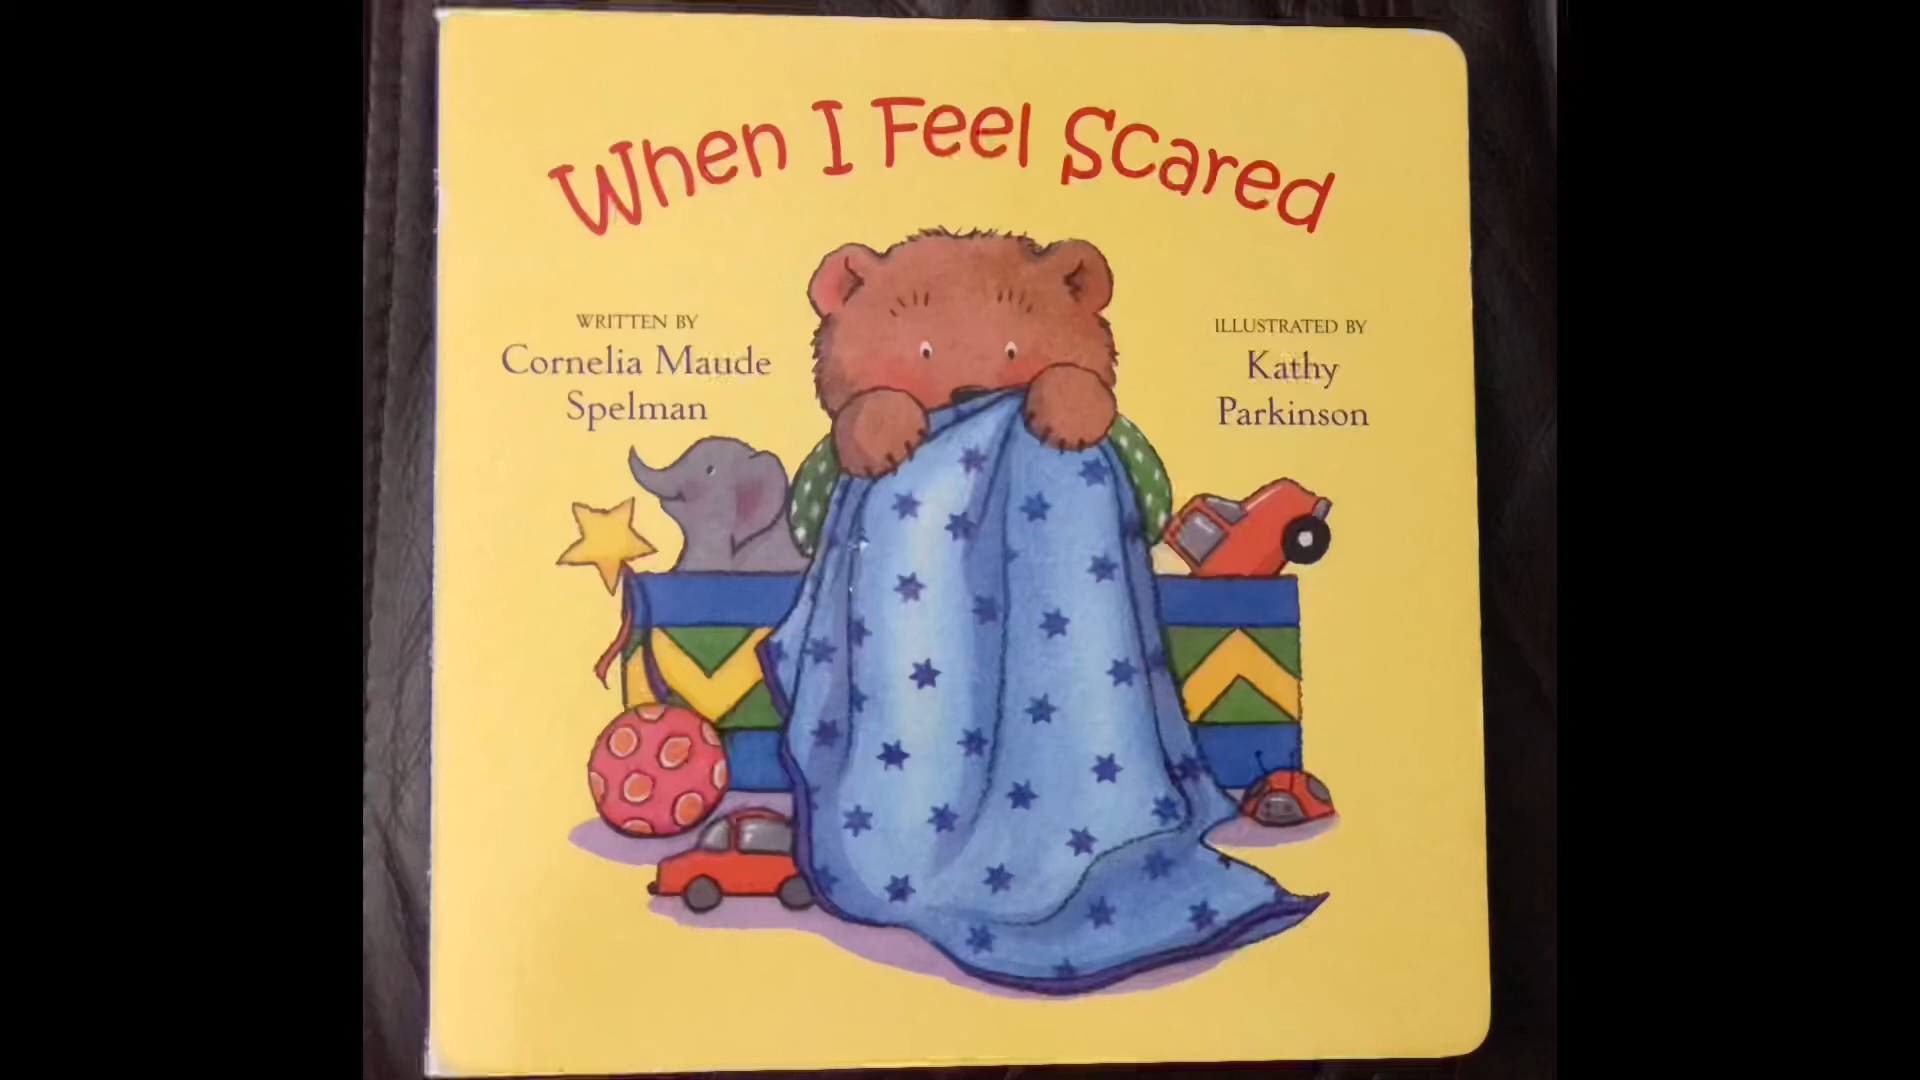 When I Feel Scared
WRITTEN BY
Cornelia Maude
Spelman
ILLUSTRATED BY
Kathy
Parkinson